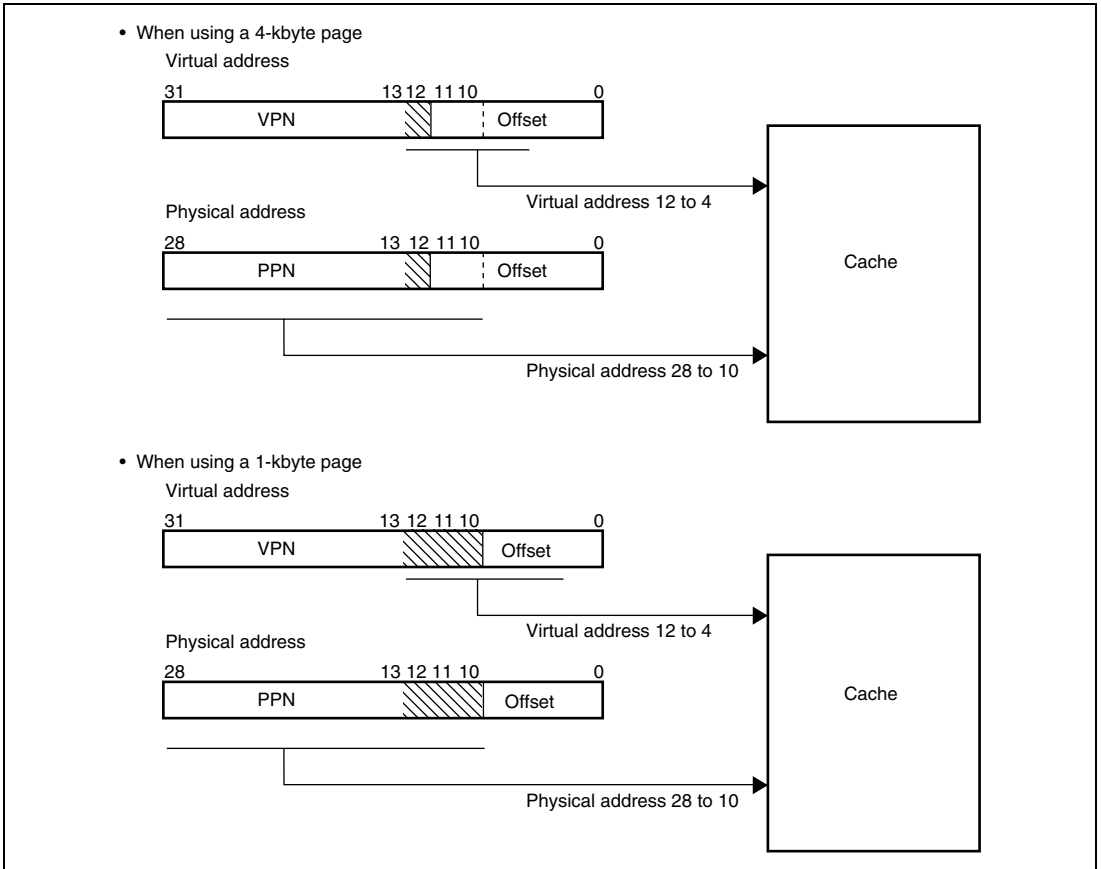 • When using a 4-kbyte page
Virtual address
31 13 12 11 10 0
VPN Offset
Virtual address 12 to 4
Physical address
28 13 12 11 10 0
PPN Offset
Cache
Physical address 28 to 10
• When using a 1-kbyte page
Virtual address
31 13 12 11 10 0
VPN Offset
Virtual address 12 to 4
Physical address
28 13 12 11 10 0
PPN Offset
Cache
Physical address 28 to 10